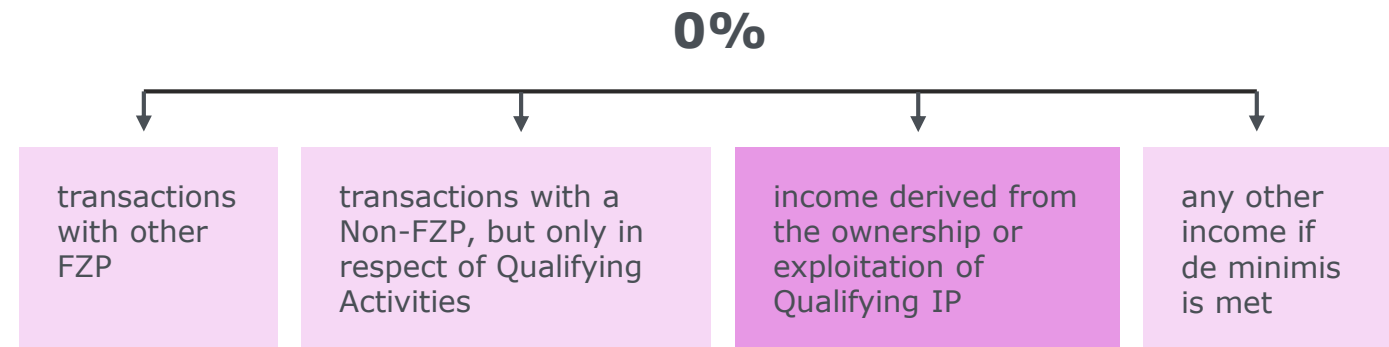 0%
transactions
with other
FZP
transactions with a
Non-FZP, but only in
respect of Qualifying
Activities
income derived from
the ownership or
exploitation of
Qualifying IP
any other
income if
de minimis
is met